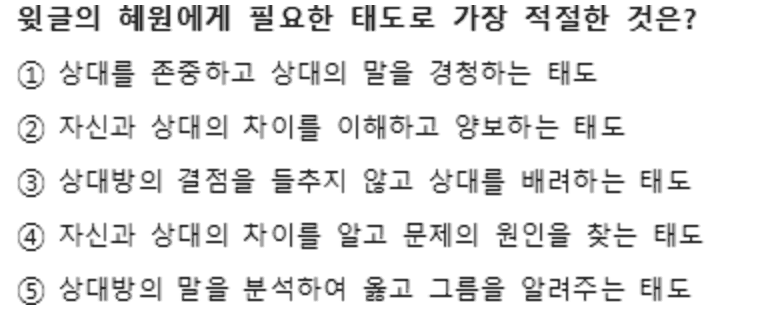 윗글의 혜원에게 필요한 태도로 가장 적절한 것은?
① 상대를 존중하고 상대의 말을 경청하는 태도
② 자신과 상대의 차이를 이해하고 양보하는 태도
③ 상대방의 결점을 들추지 않고 상대를 배려하는 태도
④ 자신과 상대의 차이를 알고 문제의 원인을 찾는 태도
⑤ 상대방의 말을 분석하여 옳고 그름을 알려주는 태도